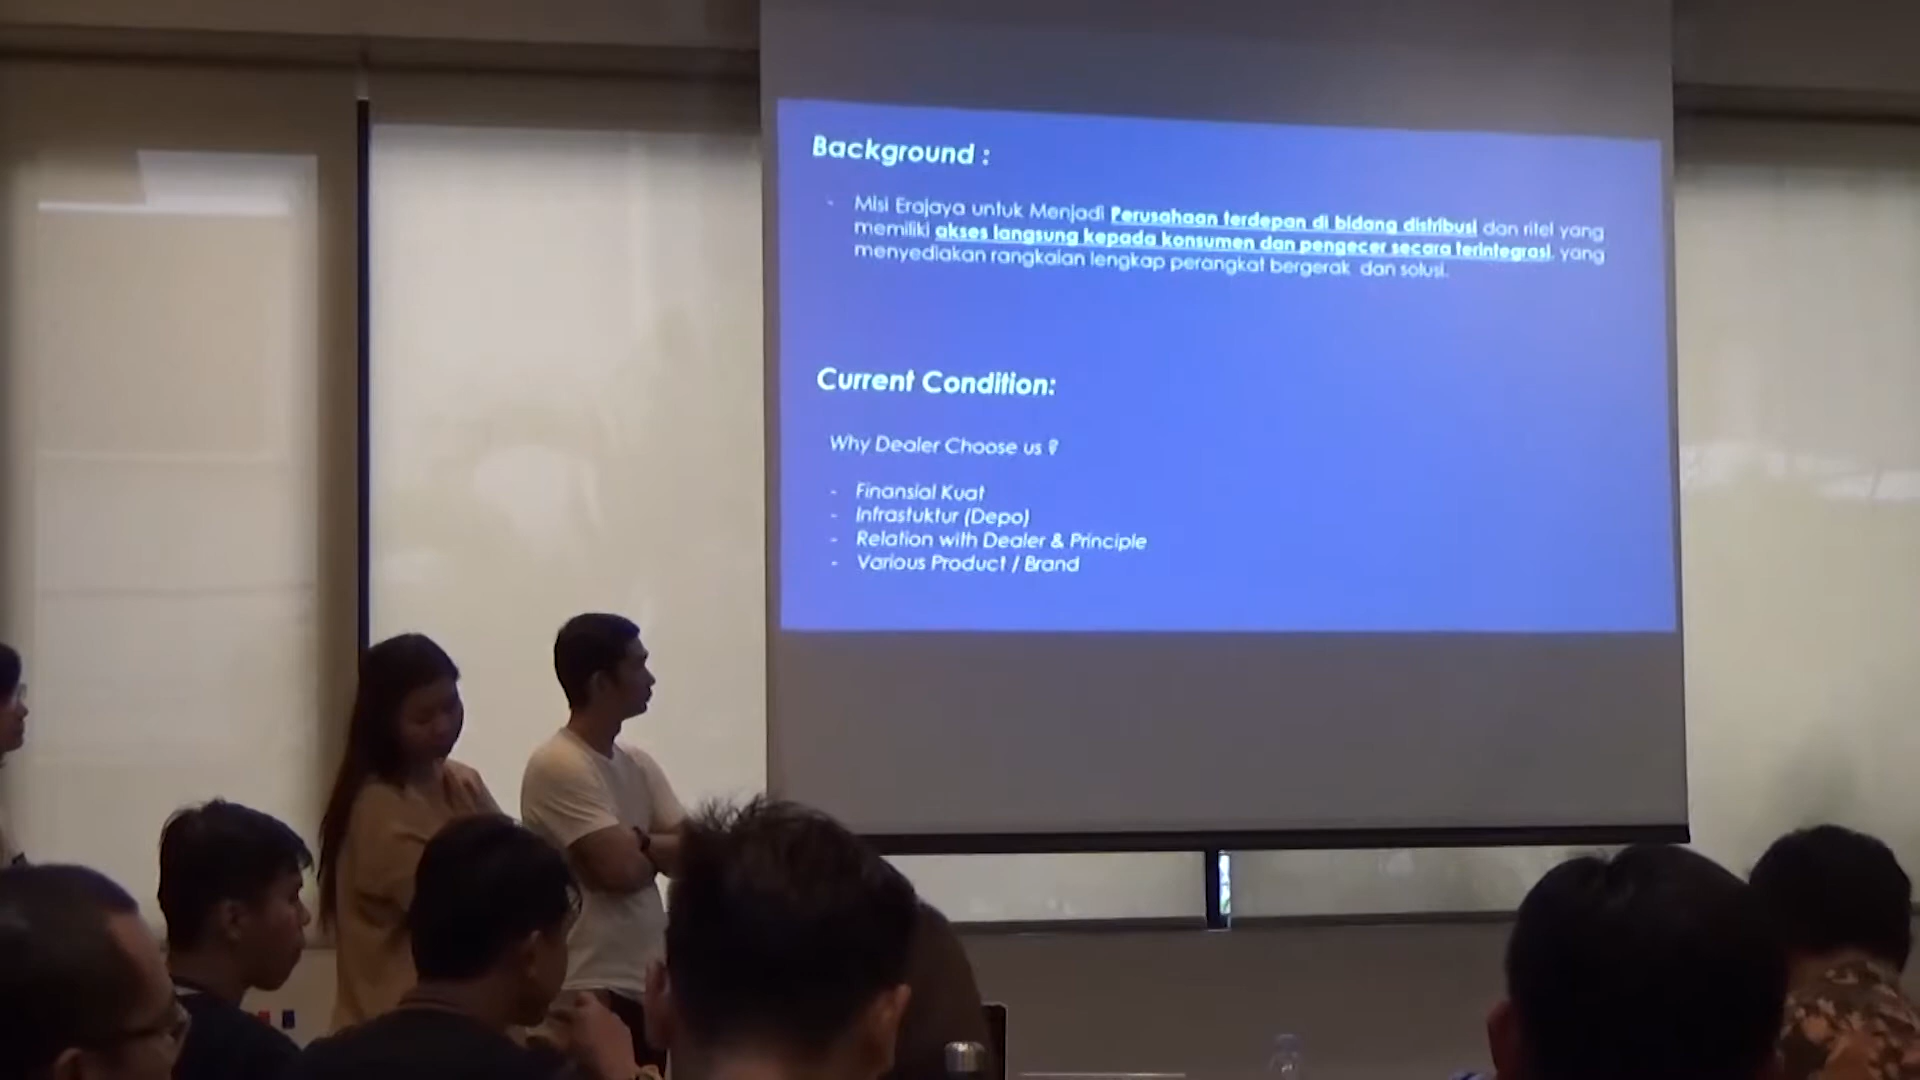 Background :
- Misi Erajaya untuk Menjadi Perusahaan terdepan di bidang distribusi dan ritel yang
memiliki akses langsung kepada konsumen dan pengecer secara terintegrasi, yang
menyediakan rangkaian lengkap perangkat bergerak dan solusi.
Current Condition:
Why Dealer Choose us ?
- Finansial Kuat
- Infrastuktur (Depo)
- Relation with Dealer & Principle
- Various Product / Brand